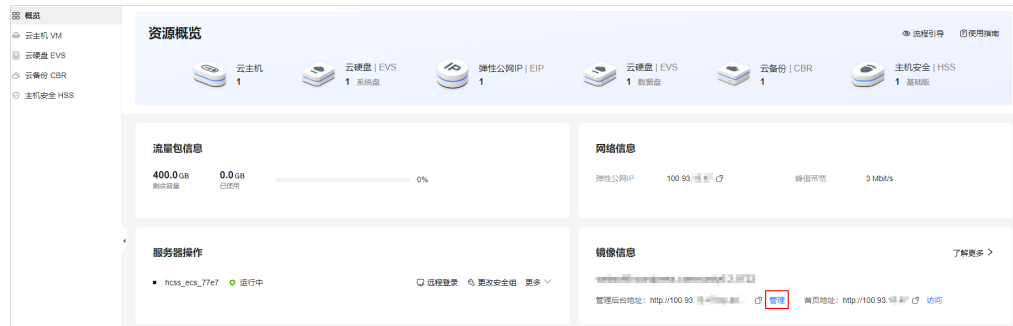 概览
云主机 VM
云硬盘 EVS
云备份 CBR
主机安全 HSS
资源概览
流程引导 使用指南
云主机
1
云硬盘 | EVS
1 系统盘
弹性公网IP | EIP
1
云硬盘 | EVS
1 数据盘
云备份 | CBR
1
主机安全 | HSS
1 基础版
流量包信息
400.0 GB 0.0 GB 0%
剩余容量 已使用
网络信息
弹性公网IP 100.93. 峰值带宽 3 Mbit/s
服务器操作
hcss_ecs_77e7 运行中 远程登录 更改安全组 更多
镜像信息 了解更多
管理后台地址: http://100.93. 管理 首页地址: http://100.93. 访问